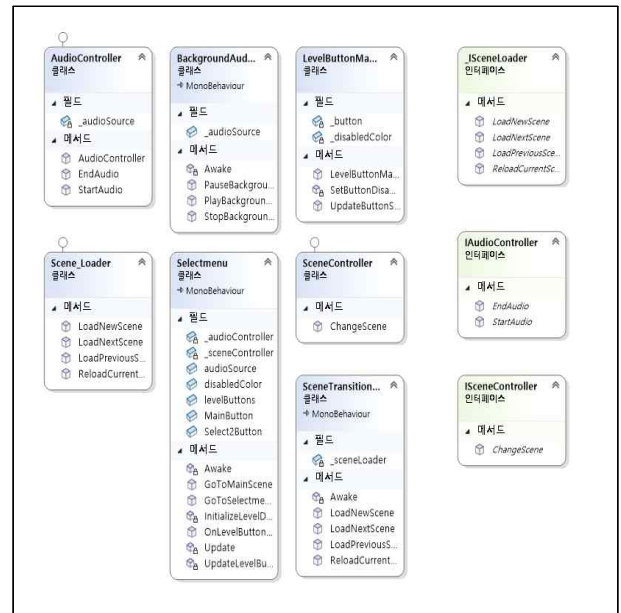 AudioController
클래스
필드
_audioSource
메서드
AudioController
EndAudio
StartAudio
BackgroundAud...
클래스
MonoBehaviour
필드
_audioSource
메서드
Awake
PauseBackgrou...
PlayBackgroun...
StopBackgroun...
LevelButtonMa...
클래스
필드
_button
_disabledColor
메서드
LevelButtonMa...
SetButtonDisa...
UpdateButtonS...
_ISceneLoader
인터페이스
메서드
LoadNewScene
LoadNextScene
LoadPreviousSce...
ReloadCurrentSc...
Scene_Loader
클래스
메서드
LoadNewScene
LoadNextScene
LoadPreviousS...
ReloadCurrent...
Selectmenu
클래스
MonoBehaviour
필드
_audioController
_sceneController
audioSource
disabledColor
levelButtons
MainButton
Select2Button
메서드
Awake
GoToMainScene
GoToSelectme...
InitializeLevelD...
OnLevelButton...
Update
UpdateLevelBu...
SceneController
클래스
메서드
ChangeScene
IAudioController
인터페이스
메서드
EndAudio
StartAudio
SceneTransition...
클래스
MonoBehaviour
필드
_sceneLoader
메서드
Awake
LoadNewScene
LoadNextScene
LoadPreviousS...
ReloadCurrent...
ISceneController
인터페이스
메서드
ChangeScene